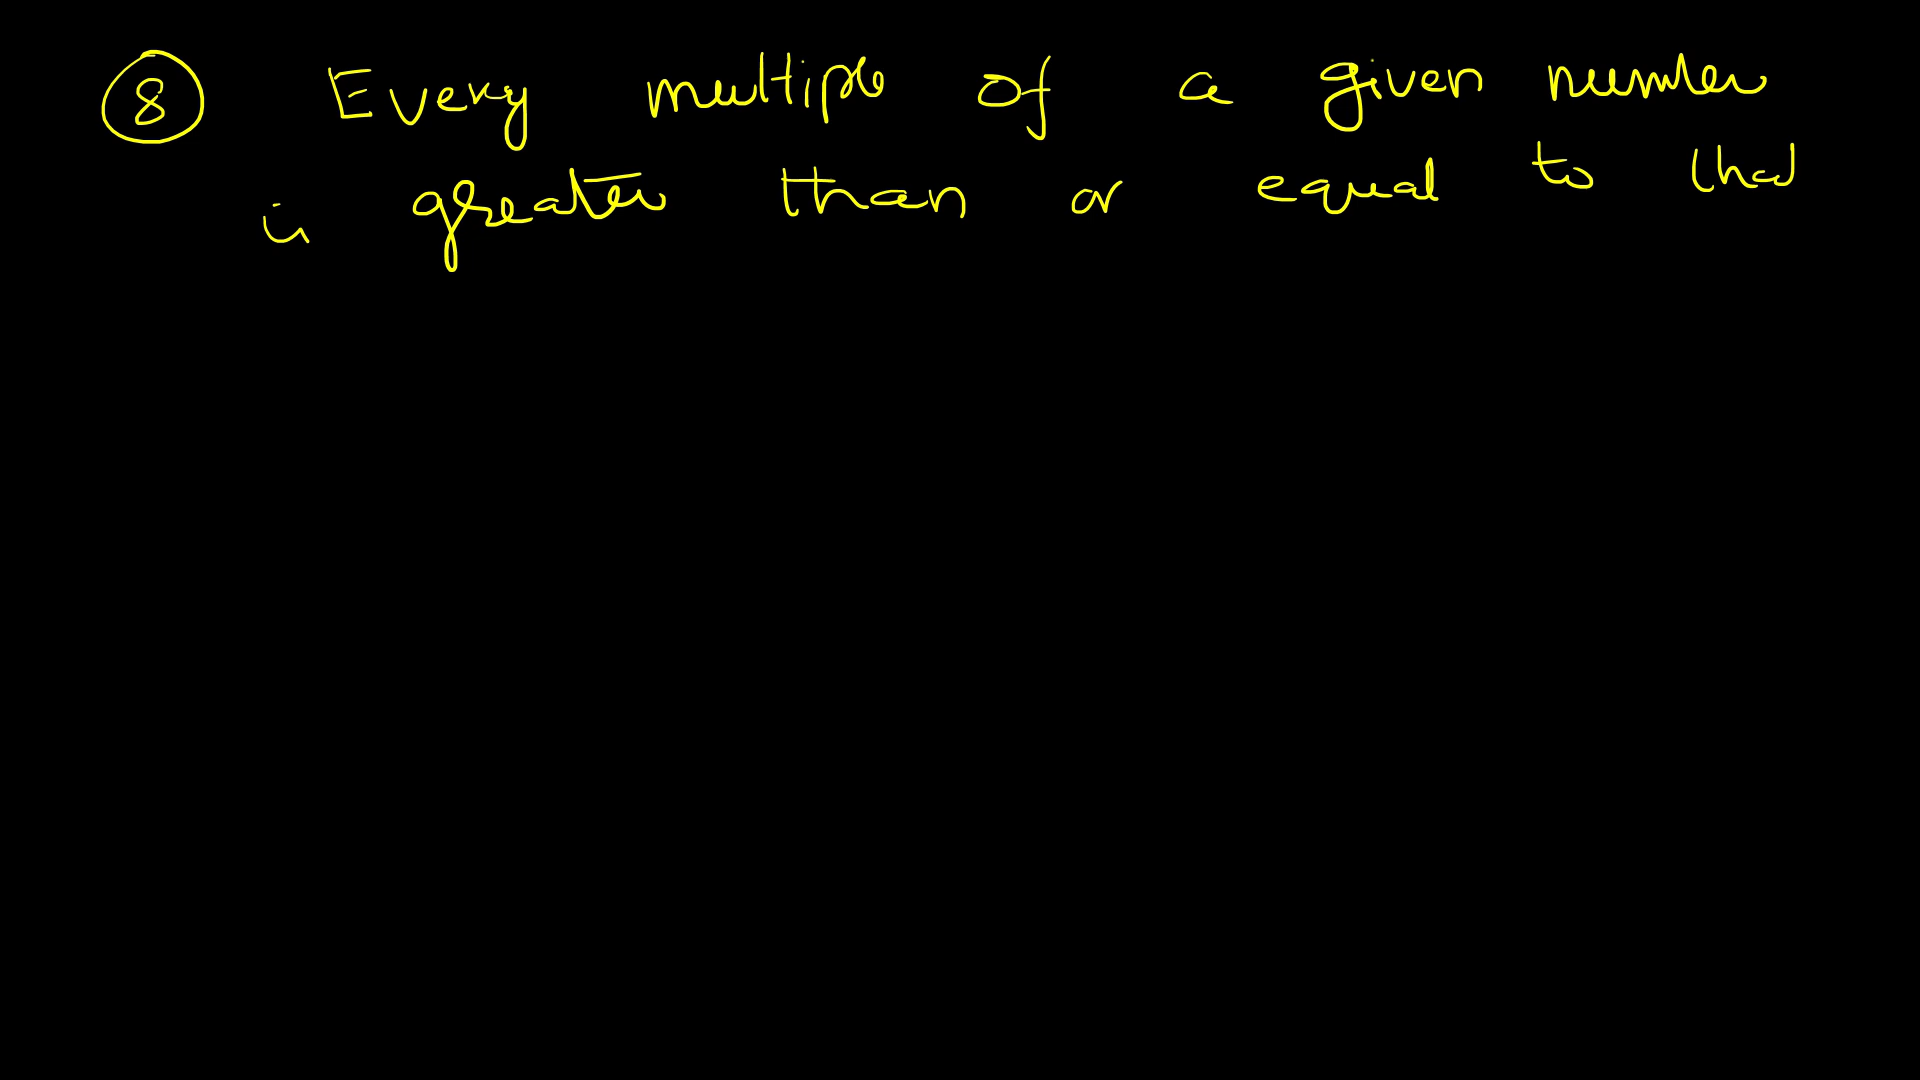 8 Every multiple of a given number
is greater than or equal to that